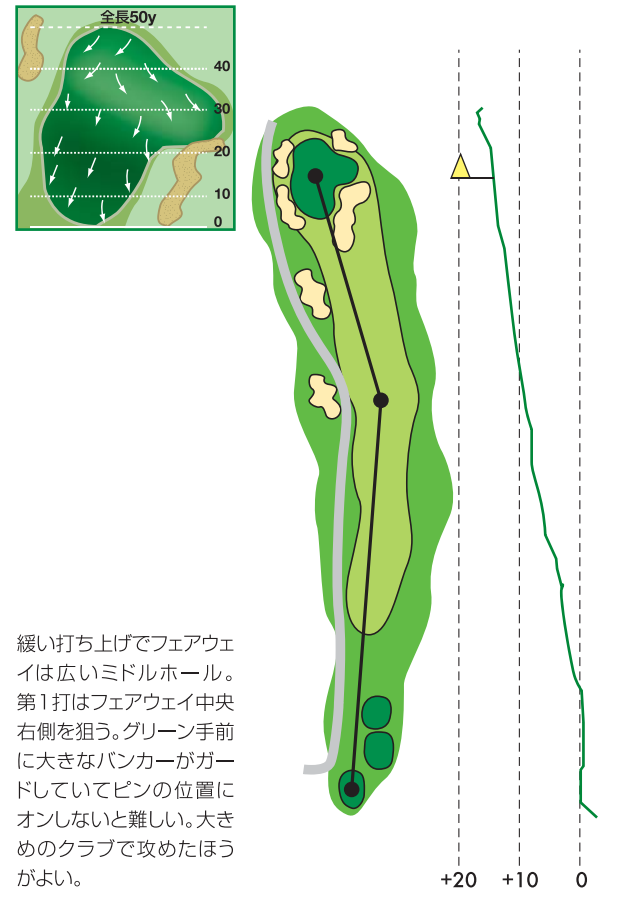 全長50y
40
30
20
10
0
緩い打ち上げでフェアウェ
イは広いミドルホール。
第1打はフェアウェイ中央
右側を狙う。グリーン手前
に大きなバンカーがガー
ドしていてピンの位置に
オンしないと難しい。大き
めのクラブで攻めたほう
がよい。
+20 +10 0